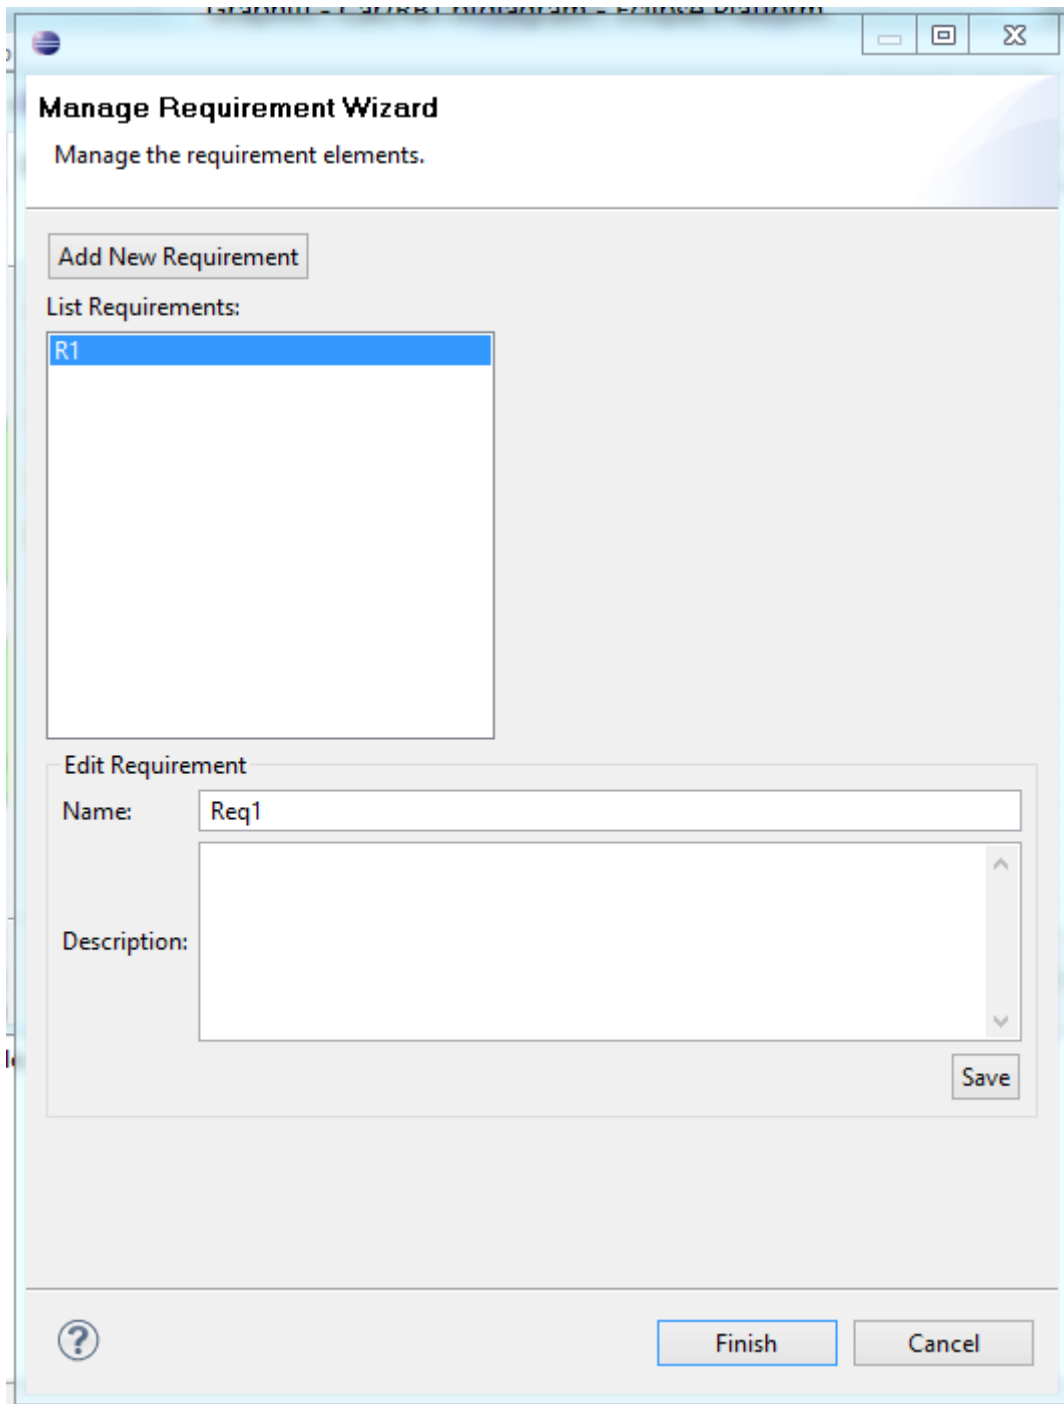 Platform
Manage Requirement Wizard
Manage the requirement elements.
Add New Requirement
List Requirements:
R1
Edit Requirement
Name: Req1
Description:
Save
Finish Cancel